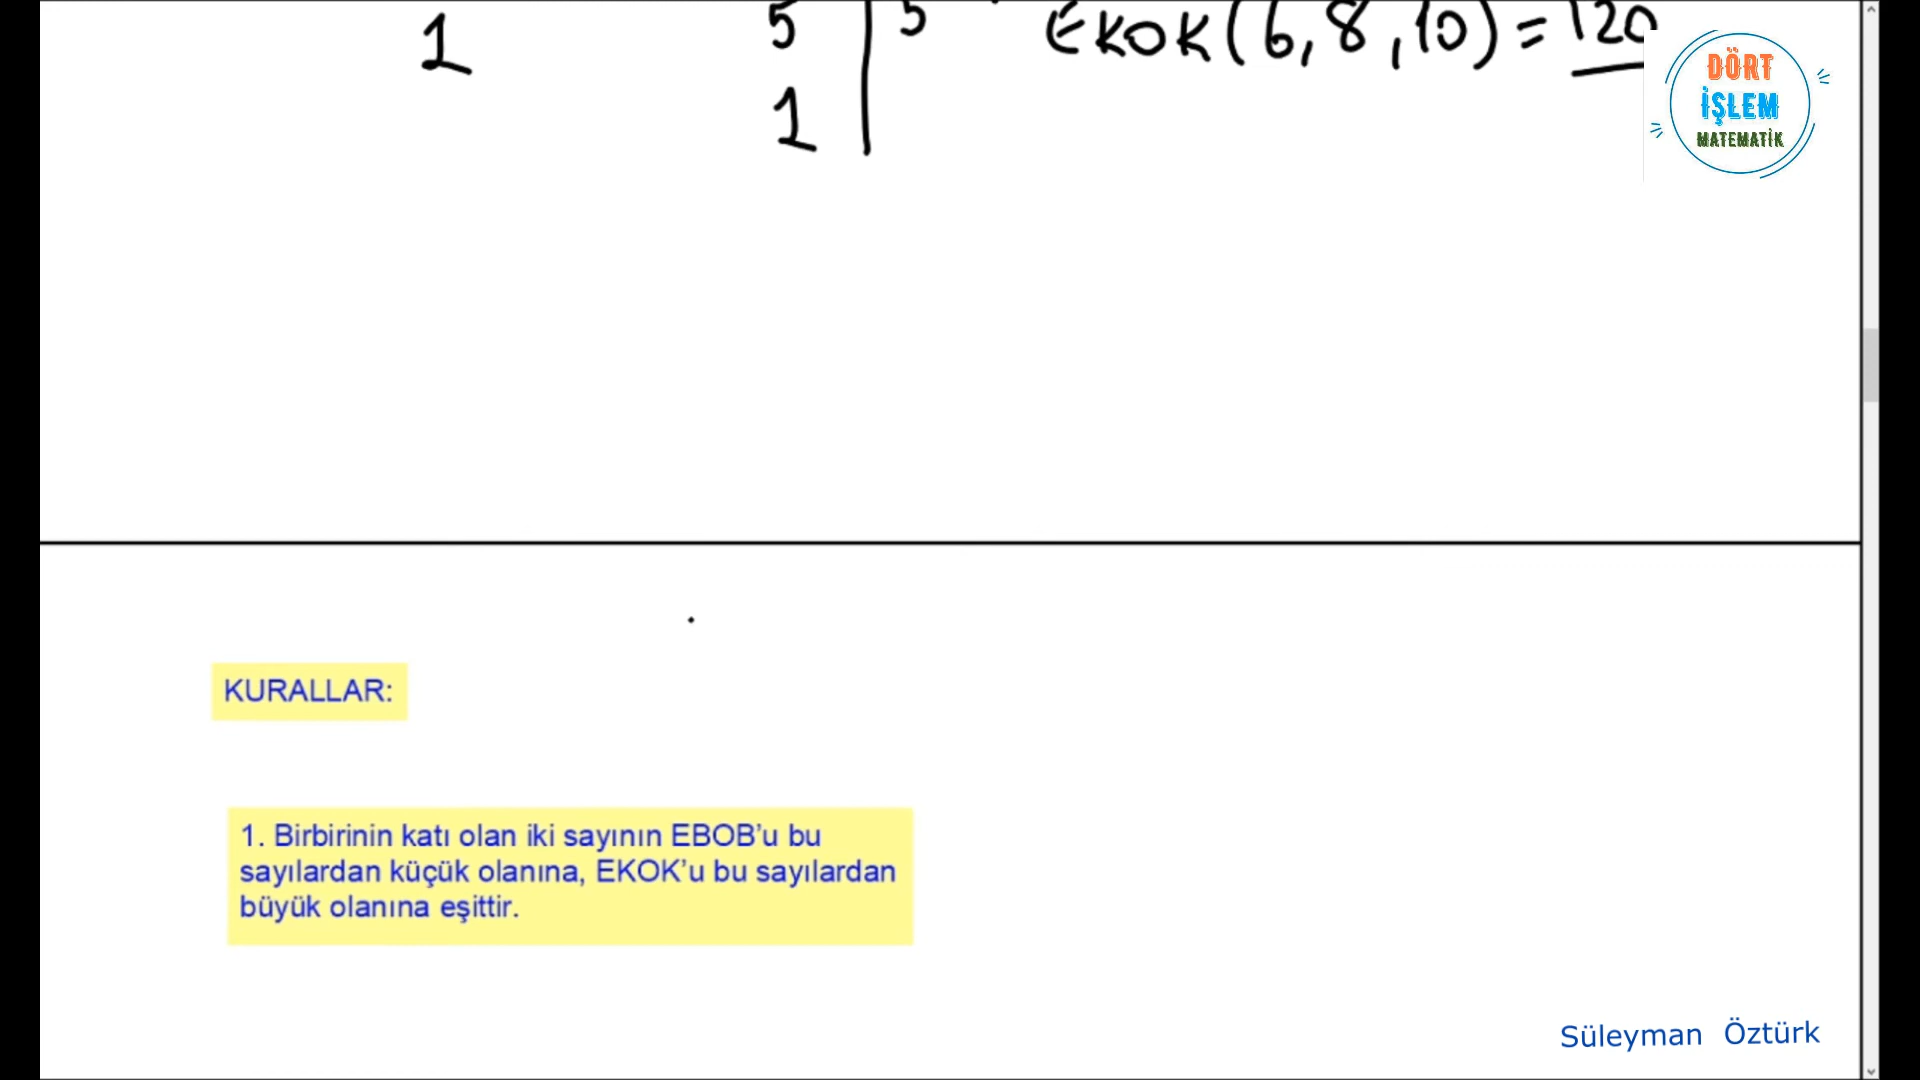 1 5 5 EKOK(6,8,10)=120
1
DÖRT
İŞLEM
MATEMATİK
KURALLAR:
1. Birbirinin katı olan iki sayının EBOB’u bu
sayılardan küçük olanına, EKOK’u bu sayılardan
büyük olanına eşittir.
Süleyman Öztürk